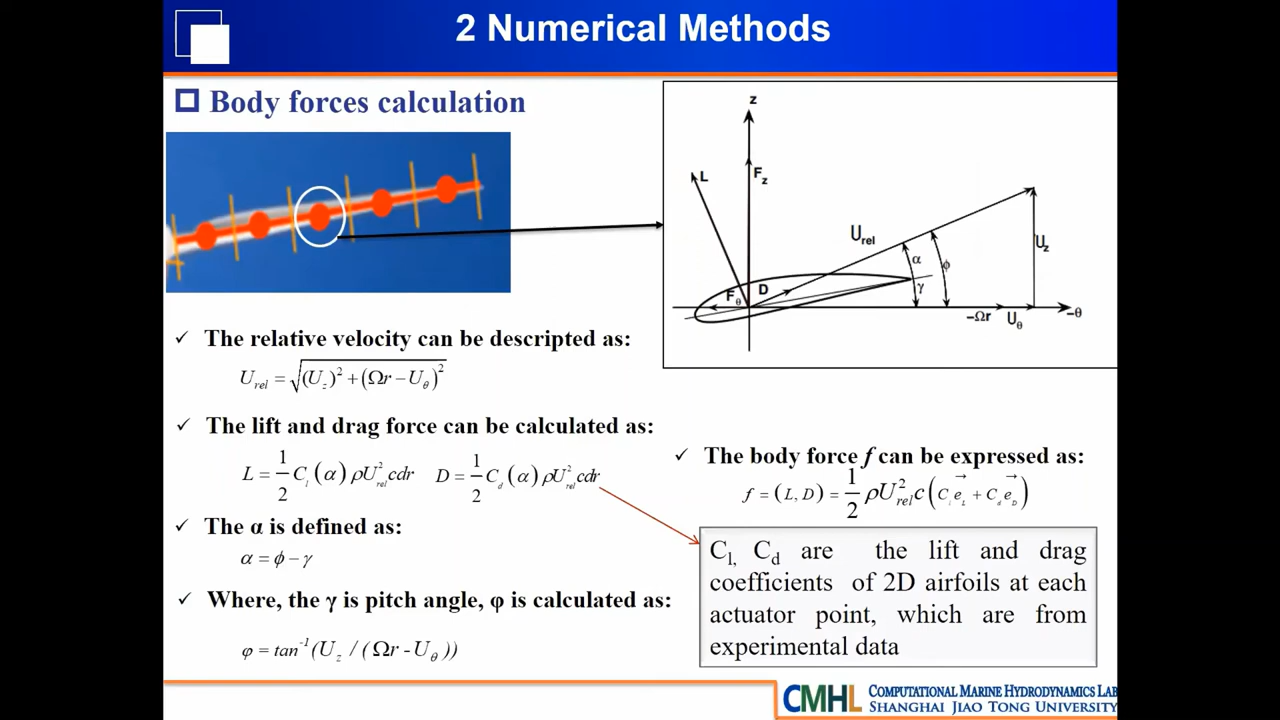 2 Numerical Methods
Body forces calculation
z
L
F_z
U_rel
U_z
α
ϕ
D
γ
F_θ
-Ωr
U_θ
-θ
✓ The relative velocity can be descripted as:
U_rel = √((U_z)² + (Ωr − U_θ)²)
✓ The lift and drag force can be calculated as:
L = 1/2 C_l (α) ρU²_rel cdr D = 1/2 C_d (α) ρU²_rel cdr
✓ The α is defined as:
α = ϕ − γ
✓ Where, the γ is pitch angle, φ is calculated as:
φ = tan⁻¹(U_z / (Ωr - U_θ))
✓ The body force f can be expressed as:
f = (L, D) = 1/2 ρU²_rel c (C_l e⃗_L + C_d e⃗_D)
C_l, C_d are the lift and drag
coefficients of 2D airfoils at each
actuator point, which are from
experimental data
CMHL COMPUTATIONAL MARINE HYDRODYNAMICS LAB
SHANGHAI JIAO TONG UNIVERSITY